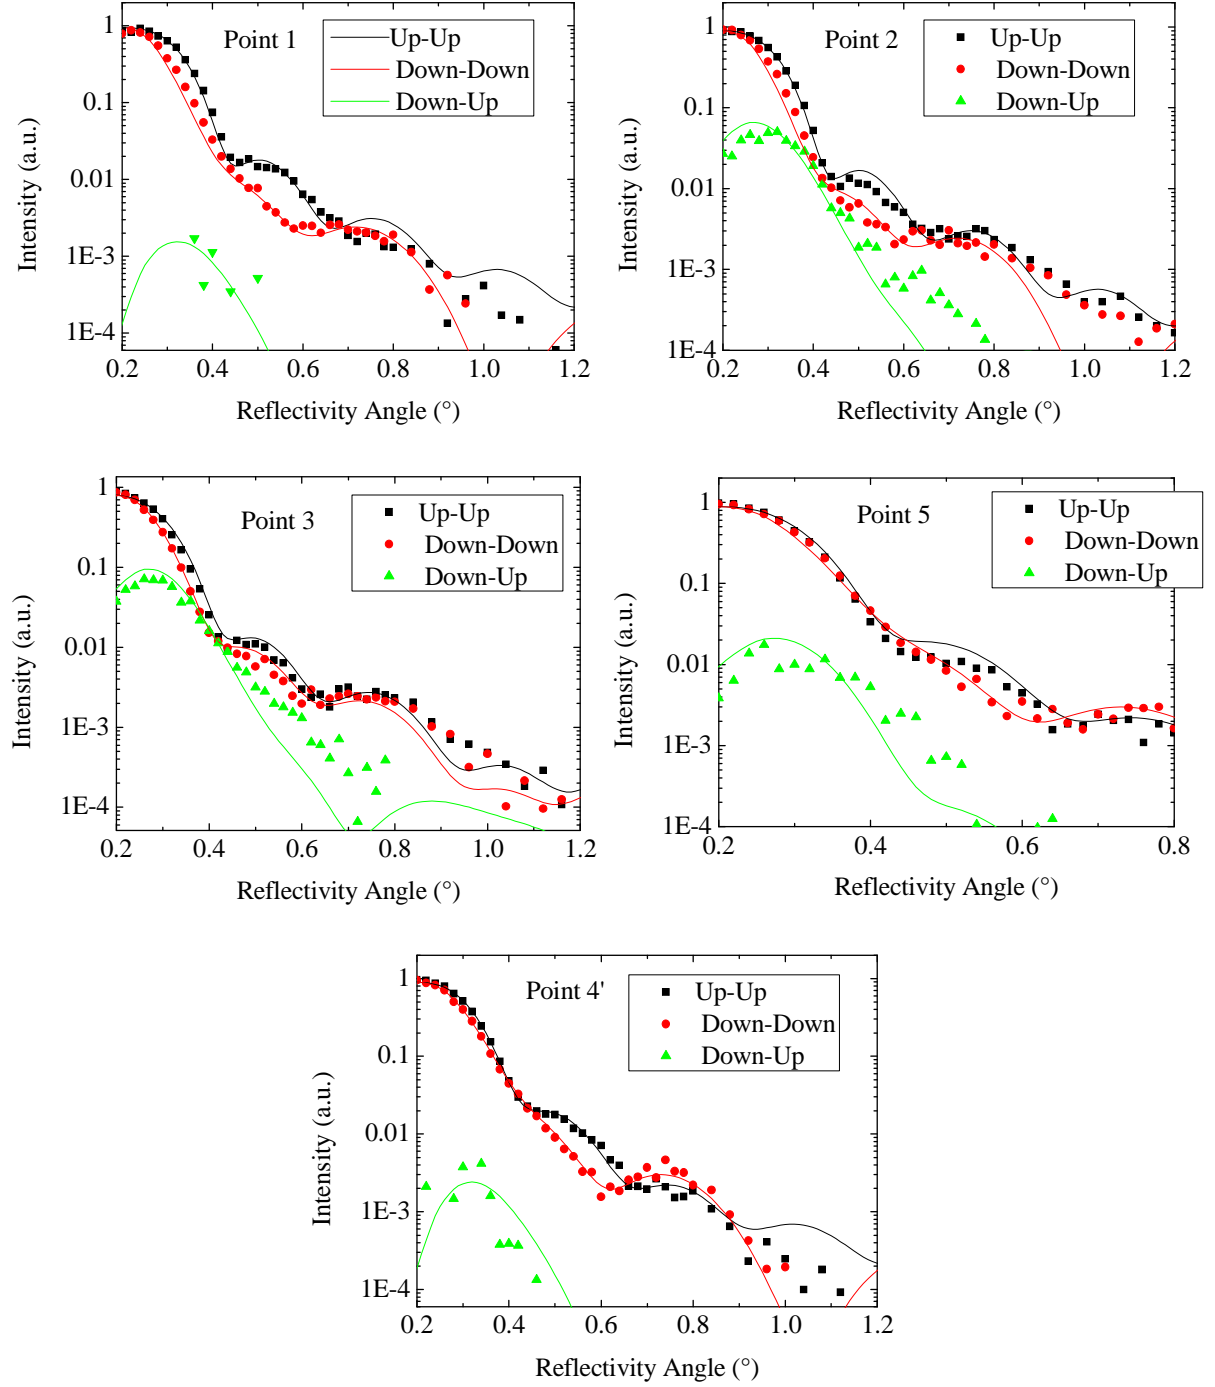 Point 1
Up-Up
Down-Down
Down-Up
1
0.1
0.01
1E-3
1E-4
Intensity (a.u.)
0.2 0.4 0.6 0.8 1.0 1.2
Reflectivity Angle (°)
Point 2
Up-Up
Down-Down
Down-Up
1
0.1
0.01
1E-3
1E-4
Intensity (a.u.)
0.2 0.4 0.6 0.8 1.0 1.2
Reflectivity Angle (°)
Point 3
Up-Up
Down-Down
Down-Up
1
0.1
0.01
1E-3
1E-4
Intensity (a.u.)
0.2 0.4 0.6 0.8 1.0 1.2
Reflectivity Angle (°)
Point 5
Up-Up
Down-Down
Down-Up
1
0.1
0.01
1E-3
1E-4
Intensity (a.u.)
0.2 0.4 0.6 0.8
Reflectivity Angle (°)
Point 4'
Up-Up
Down-Down
Down-Up
1
0.1
0.01
1E-3
1E-4
Intensity (a.u.)
0.2 0.4 0.6 0.8 1.0 1.2
Reflectivity Angle (°)